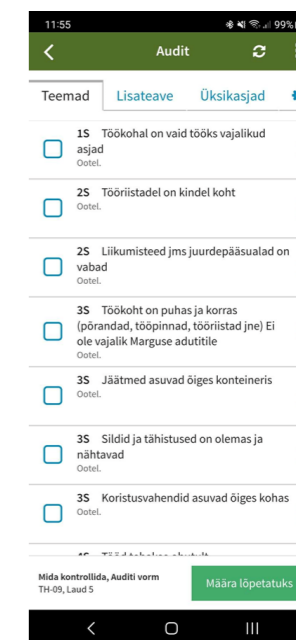 11:55
99%
Audit
Teemad
Lisateave
Üksikasjad
1S Töökohal on vaid tööks vajalikud
asjad
Ootel.
2S Tööriistadel on kindel koht
Ootel.
2S Liikumisteed jms juurdepääsualad on
vabad
Ootel.
3S Töökoht on puhas ja korras
(põrandad, tööpinnad, tööriistad jne) Ei
ole vajalik Marguse adutitile
Ootel.
3S Jäätmed asuvad õiges konteineris
Ootel.
3S Sildid ja tähistused on olemas ja
nähtavad
Ootel.
3S Koristusvahendid asuvad õiges kohas
Ootel.
Mida kontrollida, Auditi vorm
TH-09, Laud 5
Määra lõpetatuks